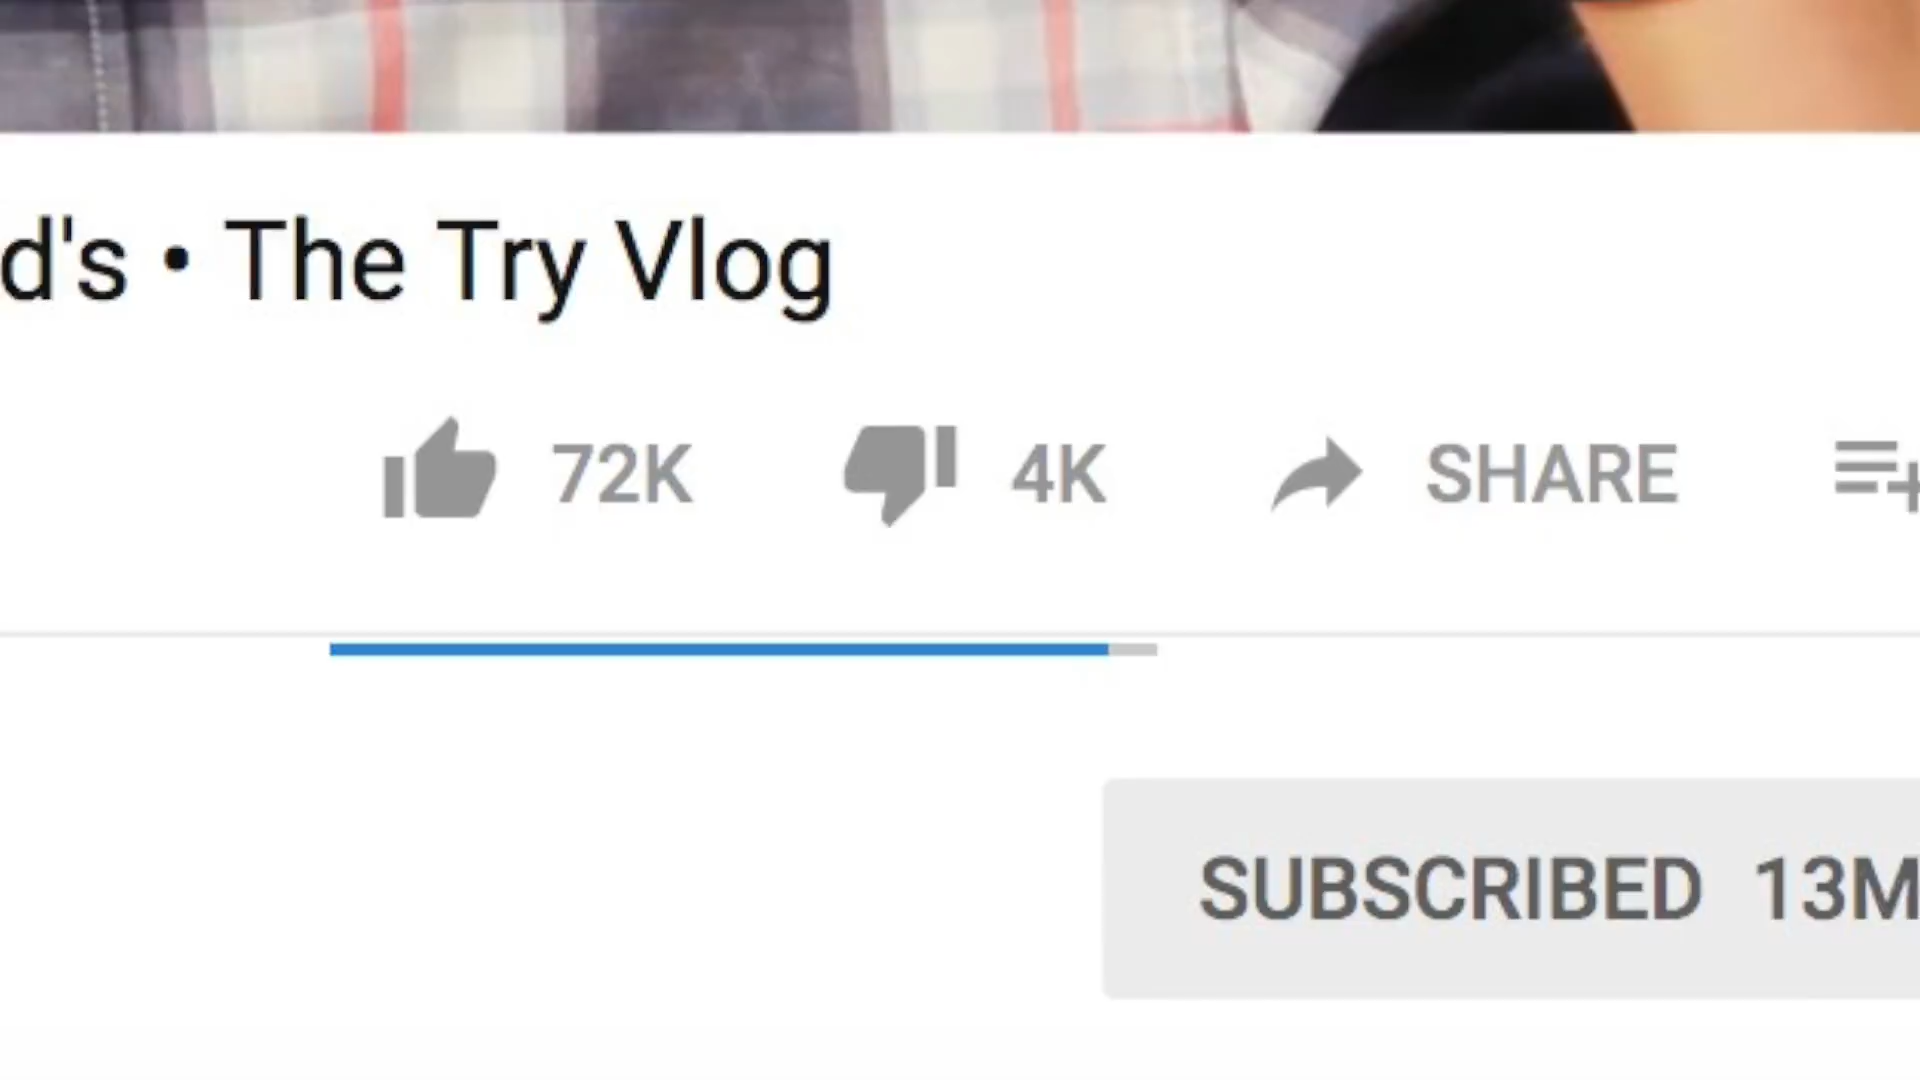 d's • The Try Vlog
72K 4K SHARE
SUBSCRIBED 13M